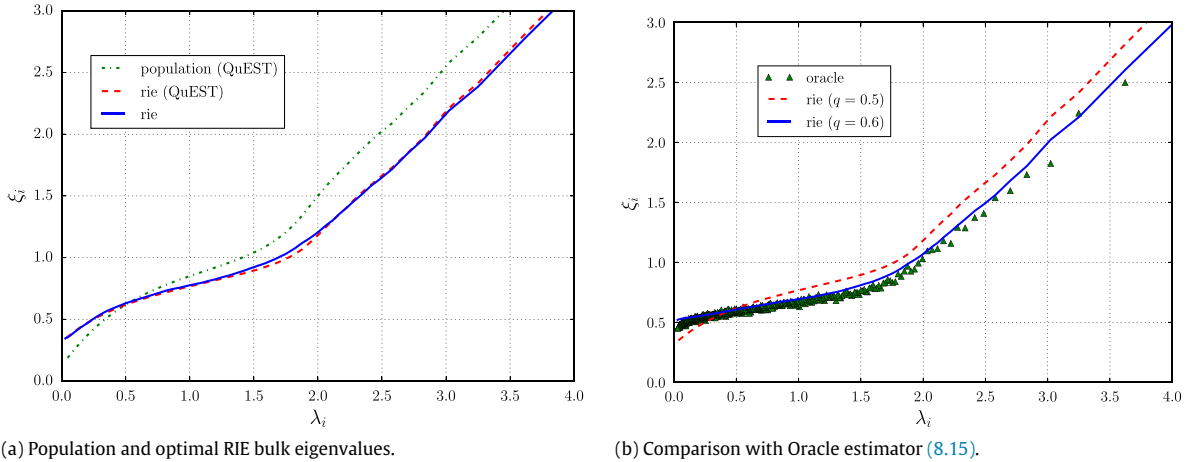 3.0
2.5
2.0
1.5
1.0
0.5
0.0
ξi
population (QuEST)
rie (QuEST)
rie
0.0 0.5 1.0 1.5 2.0 2.5 3.0 3.5 4.0
λi
(a) Population and optimal RIE bulk eigenvalues.
3.0
2.5
2.0
1.5
1.0
0.5
0.0
ξi
oracle
rie (q = 0.5)
rie (q = 0.6)
0.0 0.5 1.0 1.5 2.0 2.5 3.0 3.5 4.0
λi
(b) Comparison with Oracle estimator (8.15).